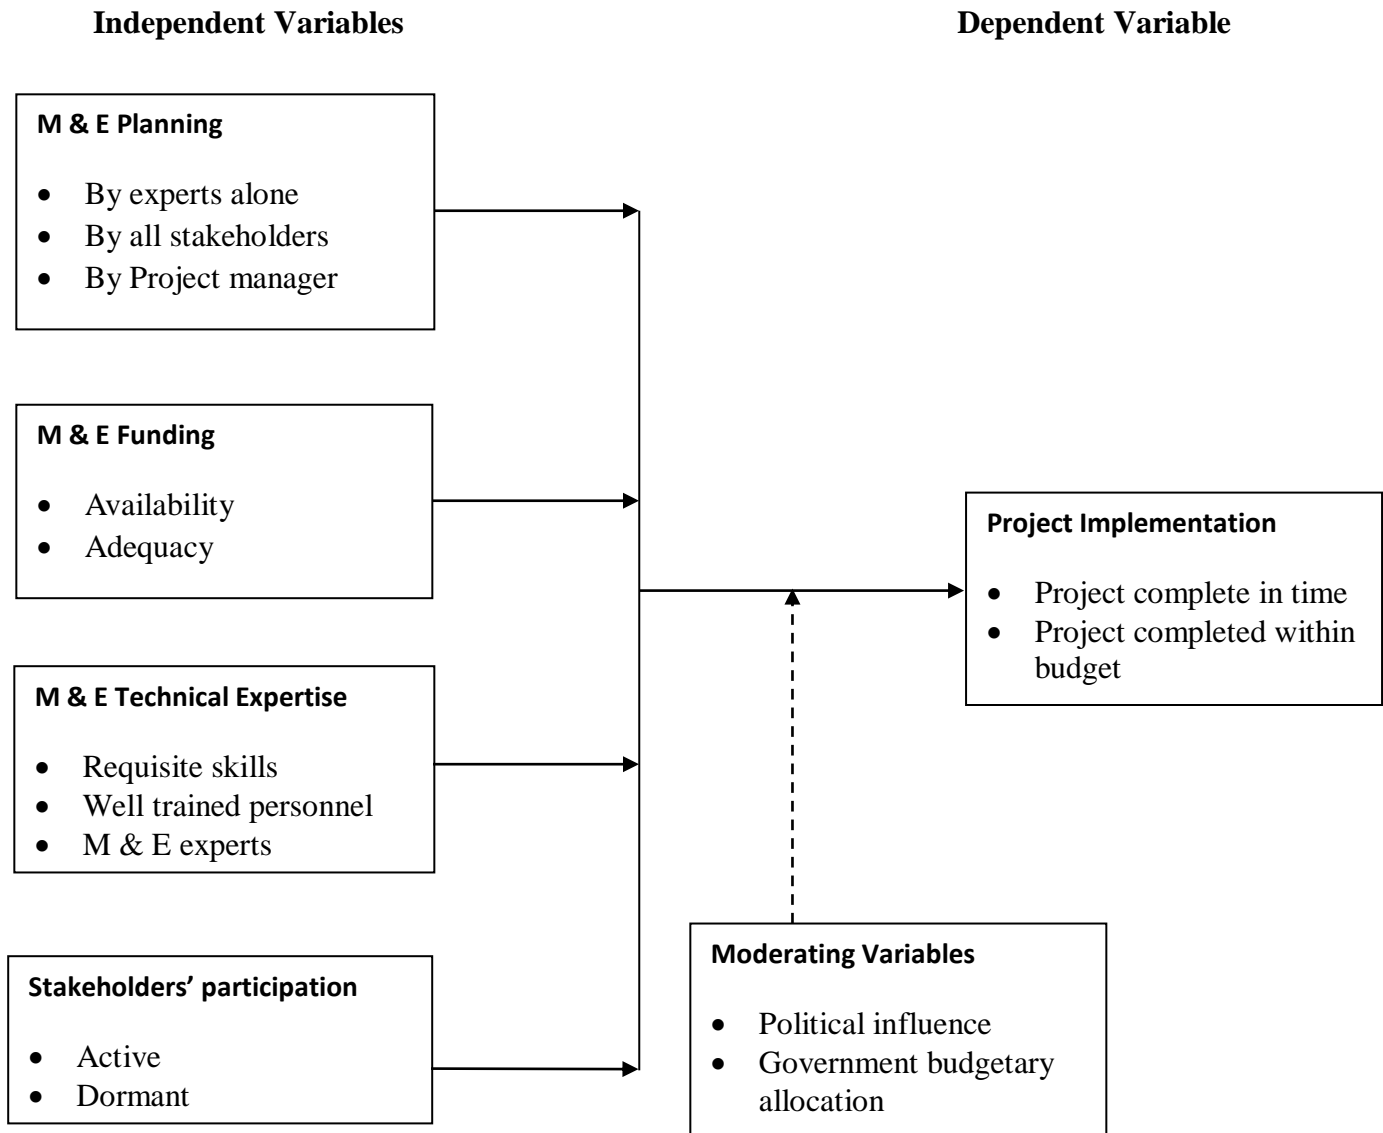 Independent Variables
Dependent Variable
M & E Planning
• By experts alone
• By all stakeholders
• By Project manager
M & E Funding
• Availability
• Adequacy
Project Implementation
• Project complete in time
• Project completed within
budget
M & E Technical Expertise
• Requisite skills
• Well trained personnel
• M & E experts
Stakeholders’ participation
• Active
• Dormant
Moderating Variables
• Political influence
• Government budgetary
allocation